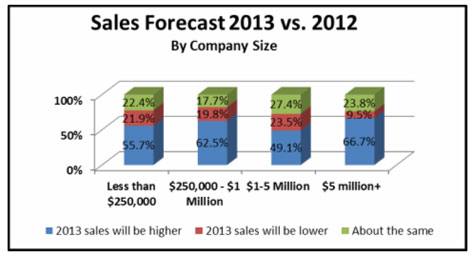 Sales Forecast 2013 vs. 2012
By Company Size
100%
50%
0%
22.4% 17.7% 27.4% 23.8%
21.9% 19.8% 23.5% 9.5%
55.7% 62.5% 49.1% 66.7%
Less than $250,000 - $1 $1-5 Million $5 million+
$250,000 Million
2013 sales will be higher 2013 sales will be lower About the same